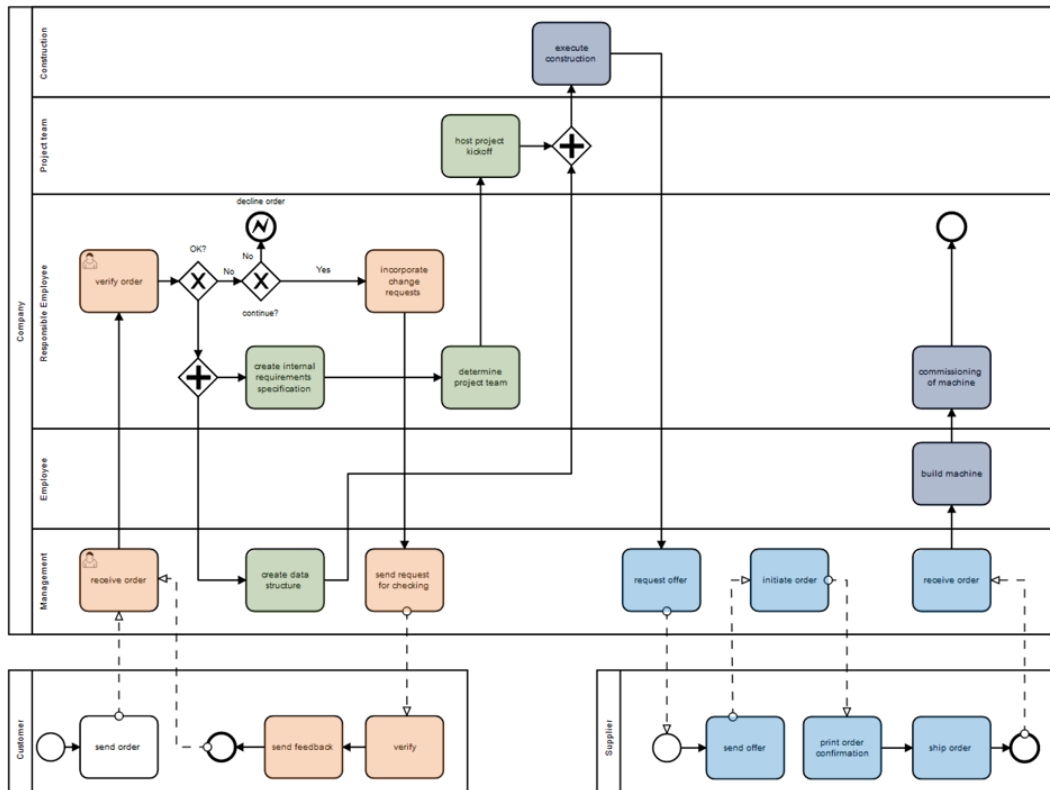 Company
Construction
execute
construction
Project team
host project
kickoff
Responsible Employee
decline order
OK?
No
No
Yes
verify order
continue?
incorporate
change
requests
create internal
requirements
specification
determine
project team
commissioning
of machine
Employee
build machine
Management
receive order
create data
structure
send request
for checking
request offer
initiate order
receive order
Customer
send order
send feedback
verify
Supplier
send offer
print order
confirmation
ship order